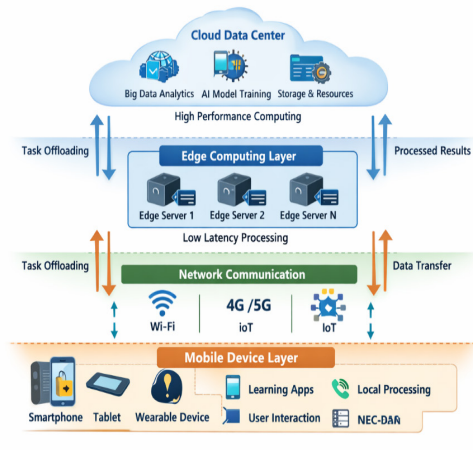 Cloud Data Center
Big Data Analytics AI Model Training Storage & Resources
High Performance Computing
Task Offloading Processed Results
Edge Computing Layer
Edge Server 1 Edge Server 2 Edge Server N
Low Latency Processing
Task Offloading Data Transfer
Network Communication
4G /5G
Wi-Fi ioT IoT
Mobile Device Layer
Learning Apps Local Processing
Smartphone Tablet Wearable Device User Interaction